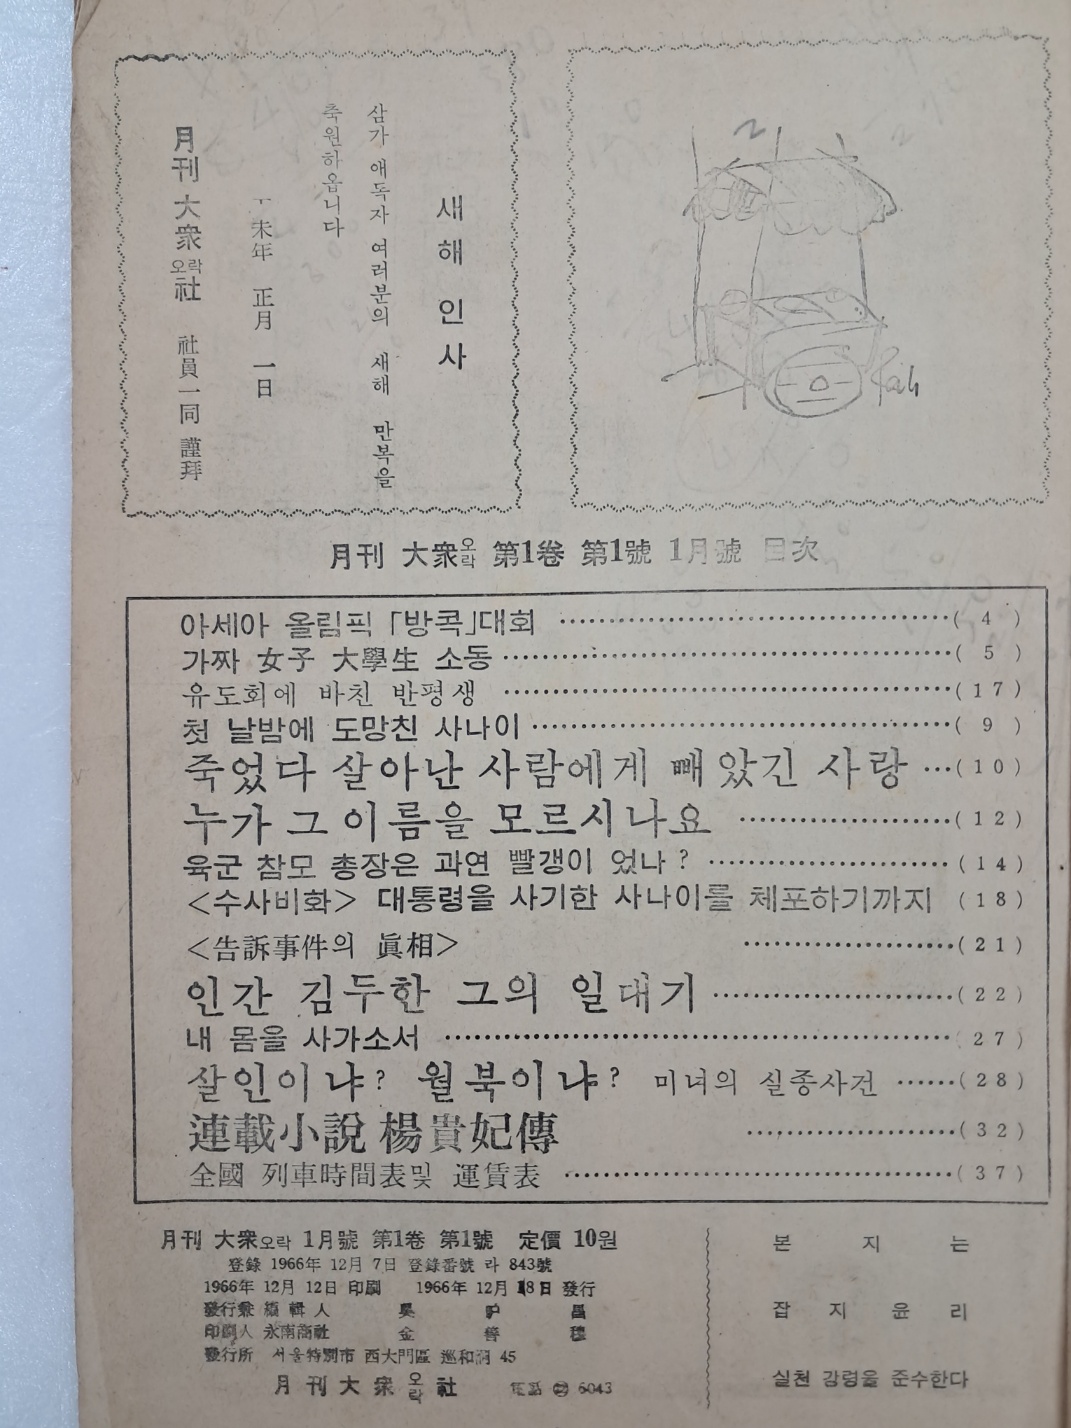 새해 인사
삼가 애독자 여러분의 새해 만복을
축원하옵니다
未年 正月 一日
月刊 大衆오락社 社員一同 謹拜
月刊 大衆오락 第1卷 第1號 1月號 目次
아세아 올림픽 「방콕」대회 ( 4 )
가짜 女子 大學生 소동 ( 5 )
유도회에 바친 반평생 ( 17 )
첫 날밤에 도망친 사나이 ( 9 )
죽었다 살아난 사람에게 빼았긴 사랑 ( 10 )
누가 그 이름을 모르시나요 ( 12 )
육군 참모 총장은 과연 빨갱이 었나 ? ( 14 )
<수사비화> 대통령을 사기한 사나이를 체포하기까지 ( 18 )
<告訴事件의 眞相> ( 21 )
인간 김두한 그의 일대기 ( 22 )
내 몸을 사가소서 ( 27 )
살인이냐? 월북이냐? 미녀의 실종사건 ( 28 )
連載小說 楊貴妃傳 ( 32 )
全國 列車時間表및 運賃表 ( 37 )
月刊 大衆오락 1月號 第1卷 第1號 定價 10원
登錄 1966年 12月 7日 登錄番號 라 843號
1966年 12月 12日 印刷 1966年 12月 18日 發行
發行兼 編輯人 吳 昌
印刷人 永南商社 金 善
發行所 서울特別市 西大門區 巡和洞 45
月刊大衆오락社 電話 6043
본지는
잡지윤리
실천 강령을 준수한다